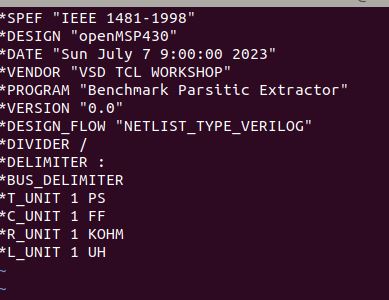 *SPEF "IEEE 1481-1998"
*DESIGN "openMSP430"
*DATE "Sun July 7 9:00:00 2023"
*VENDOR "VSD TCL WORKSHOP"
*PROGRAM "Benchmark Parsitic Extractor"
*VERSION "0.0"
*DESIGN_FLOW "NETLIST_TYPE_VERILOG"
*DIVIDER /
*DELIMITER :
*BUS_DELIMITER
*T_UNIT 1 PS
*C_UNIT 1 FF
*R_UNIT 1 KOHM
*L_UNIT 1 UH
~
~